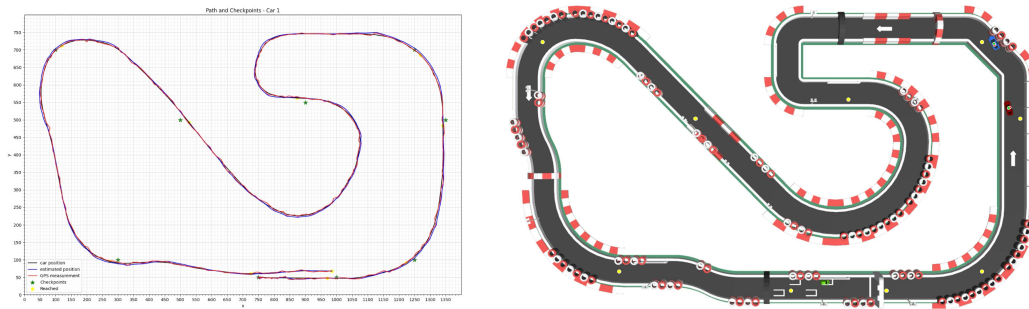 Path and Checkpoints - Car 1
750
700
650
600
550
500
450
400
350
300
250
200
150
100
50
0
y
car position
estimated position
GPS measurement
Checkpoints
Reached
0 50 100 150 200 250 300 350 400 450 500 550 600 650 700 750 800 850 900 950 1000 1050 1100 1150 1200 1250 1300 1350
x